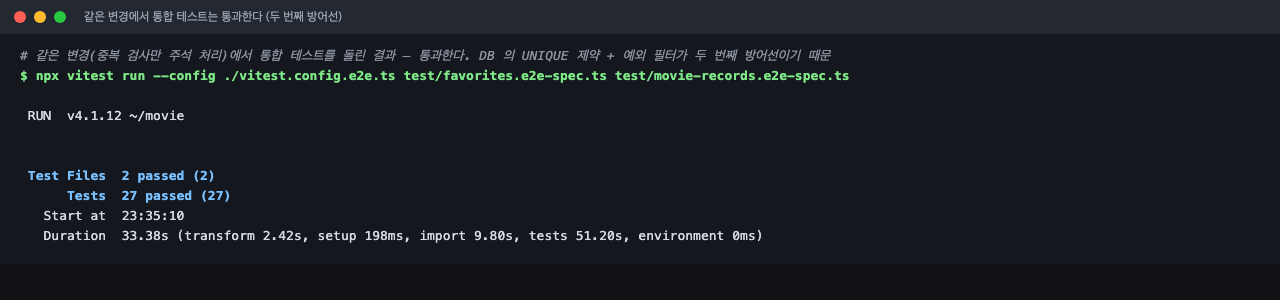 같은 변경에서 통합 테스트는 통과한다 (두 번째 방어선)
# 같은 변경(중복 검사만 주석 처리)에서 통합 테스트를 돌린 결과 — 통과한다. DB 의 UNIQUE 제약 + 예외 필터가 두 번째 방어선이기 때문
$ npx vitest run --config ./vitest.config.e2e.ts test/favorites.e2e-spec.ts test/movie-records.e2e-spec.ts
RUN v4.1.12 ~/movie
Test Files 2 passed (2)
Tests 27 passed (27)
Start at 23:35:10
Duration 33.38s (transform 2.42s, setup 198ms, import 9.80s, tests 51.20s, environment 0ms)